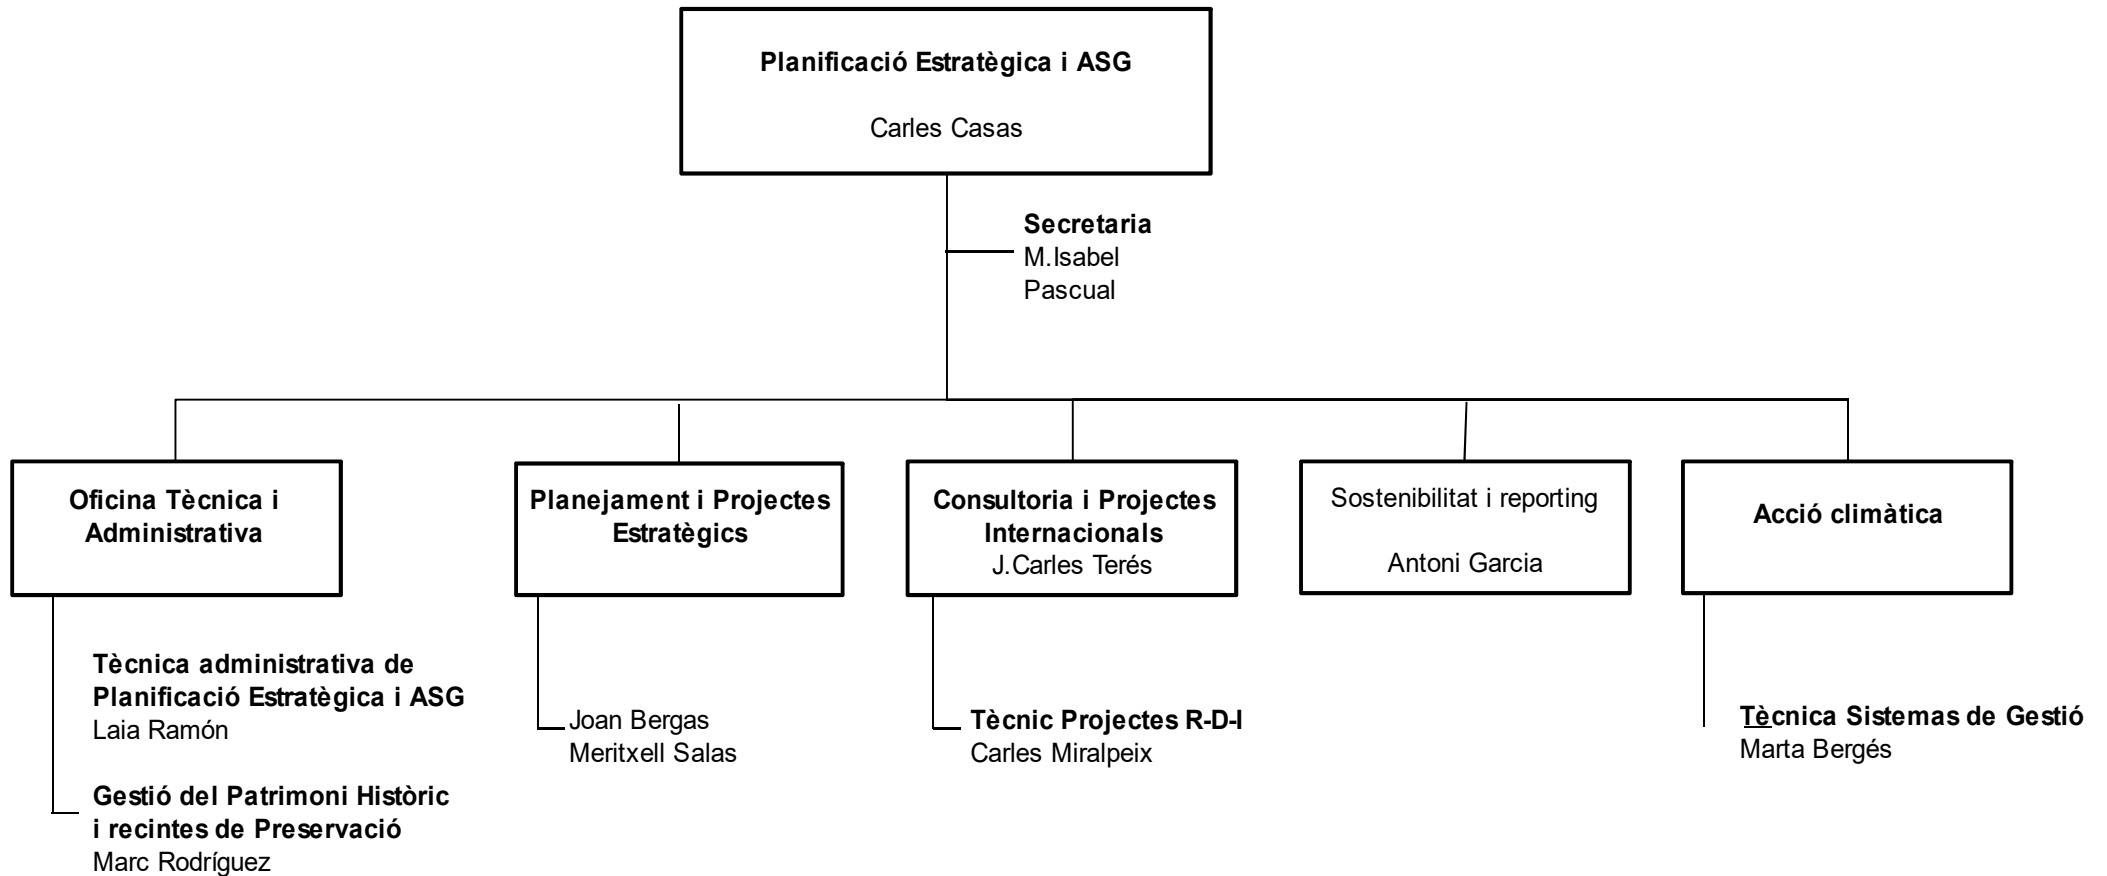 Planificació Estratègica i ASG
Carles Casas
Secretaria
M.Isabel
Pascual
Oficina Tècnica i
Administrativa
Planejament i Projectes
Estratègics
Consultoria i Projectes
Internacionals
J.Carles Terés
Sostenibilitat i reporting
Antoni Garcia
Acció climàtica
Tècnica administrativa de
Planificació Estratègica i ASG
Laia Ramón
Gestió del Patrimoni Històric
i recintes de Preservació
Marc Rodríguez
Joan Bergas
Meritxell Salas
Tècnic Projectes R-D-I
Carles Miralpeix
Tècnica Sistemas de Gestió
Marta Bergés